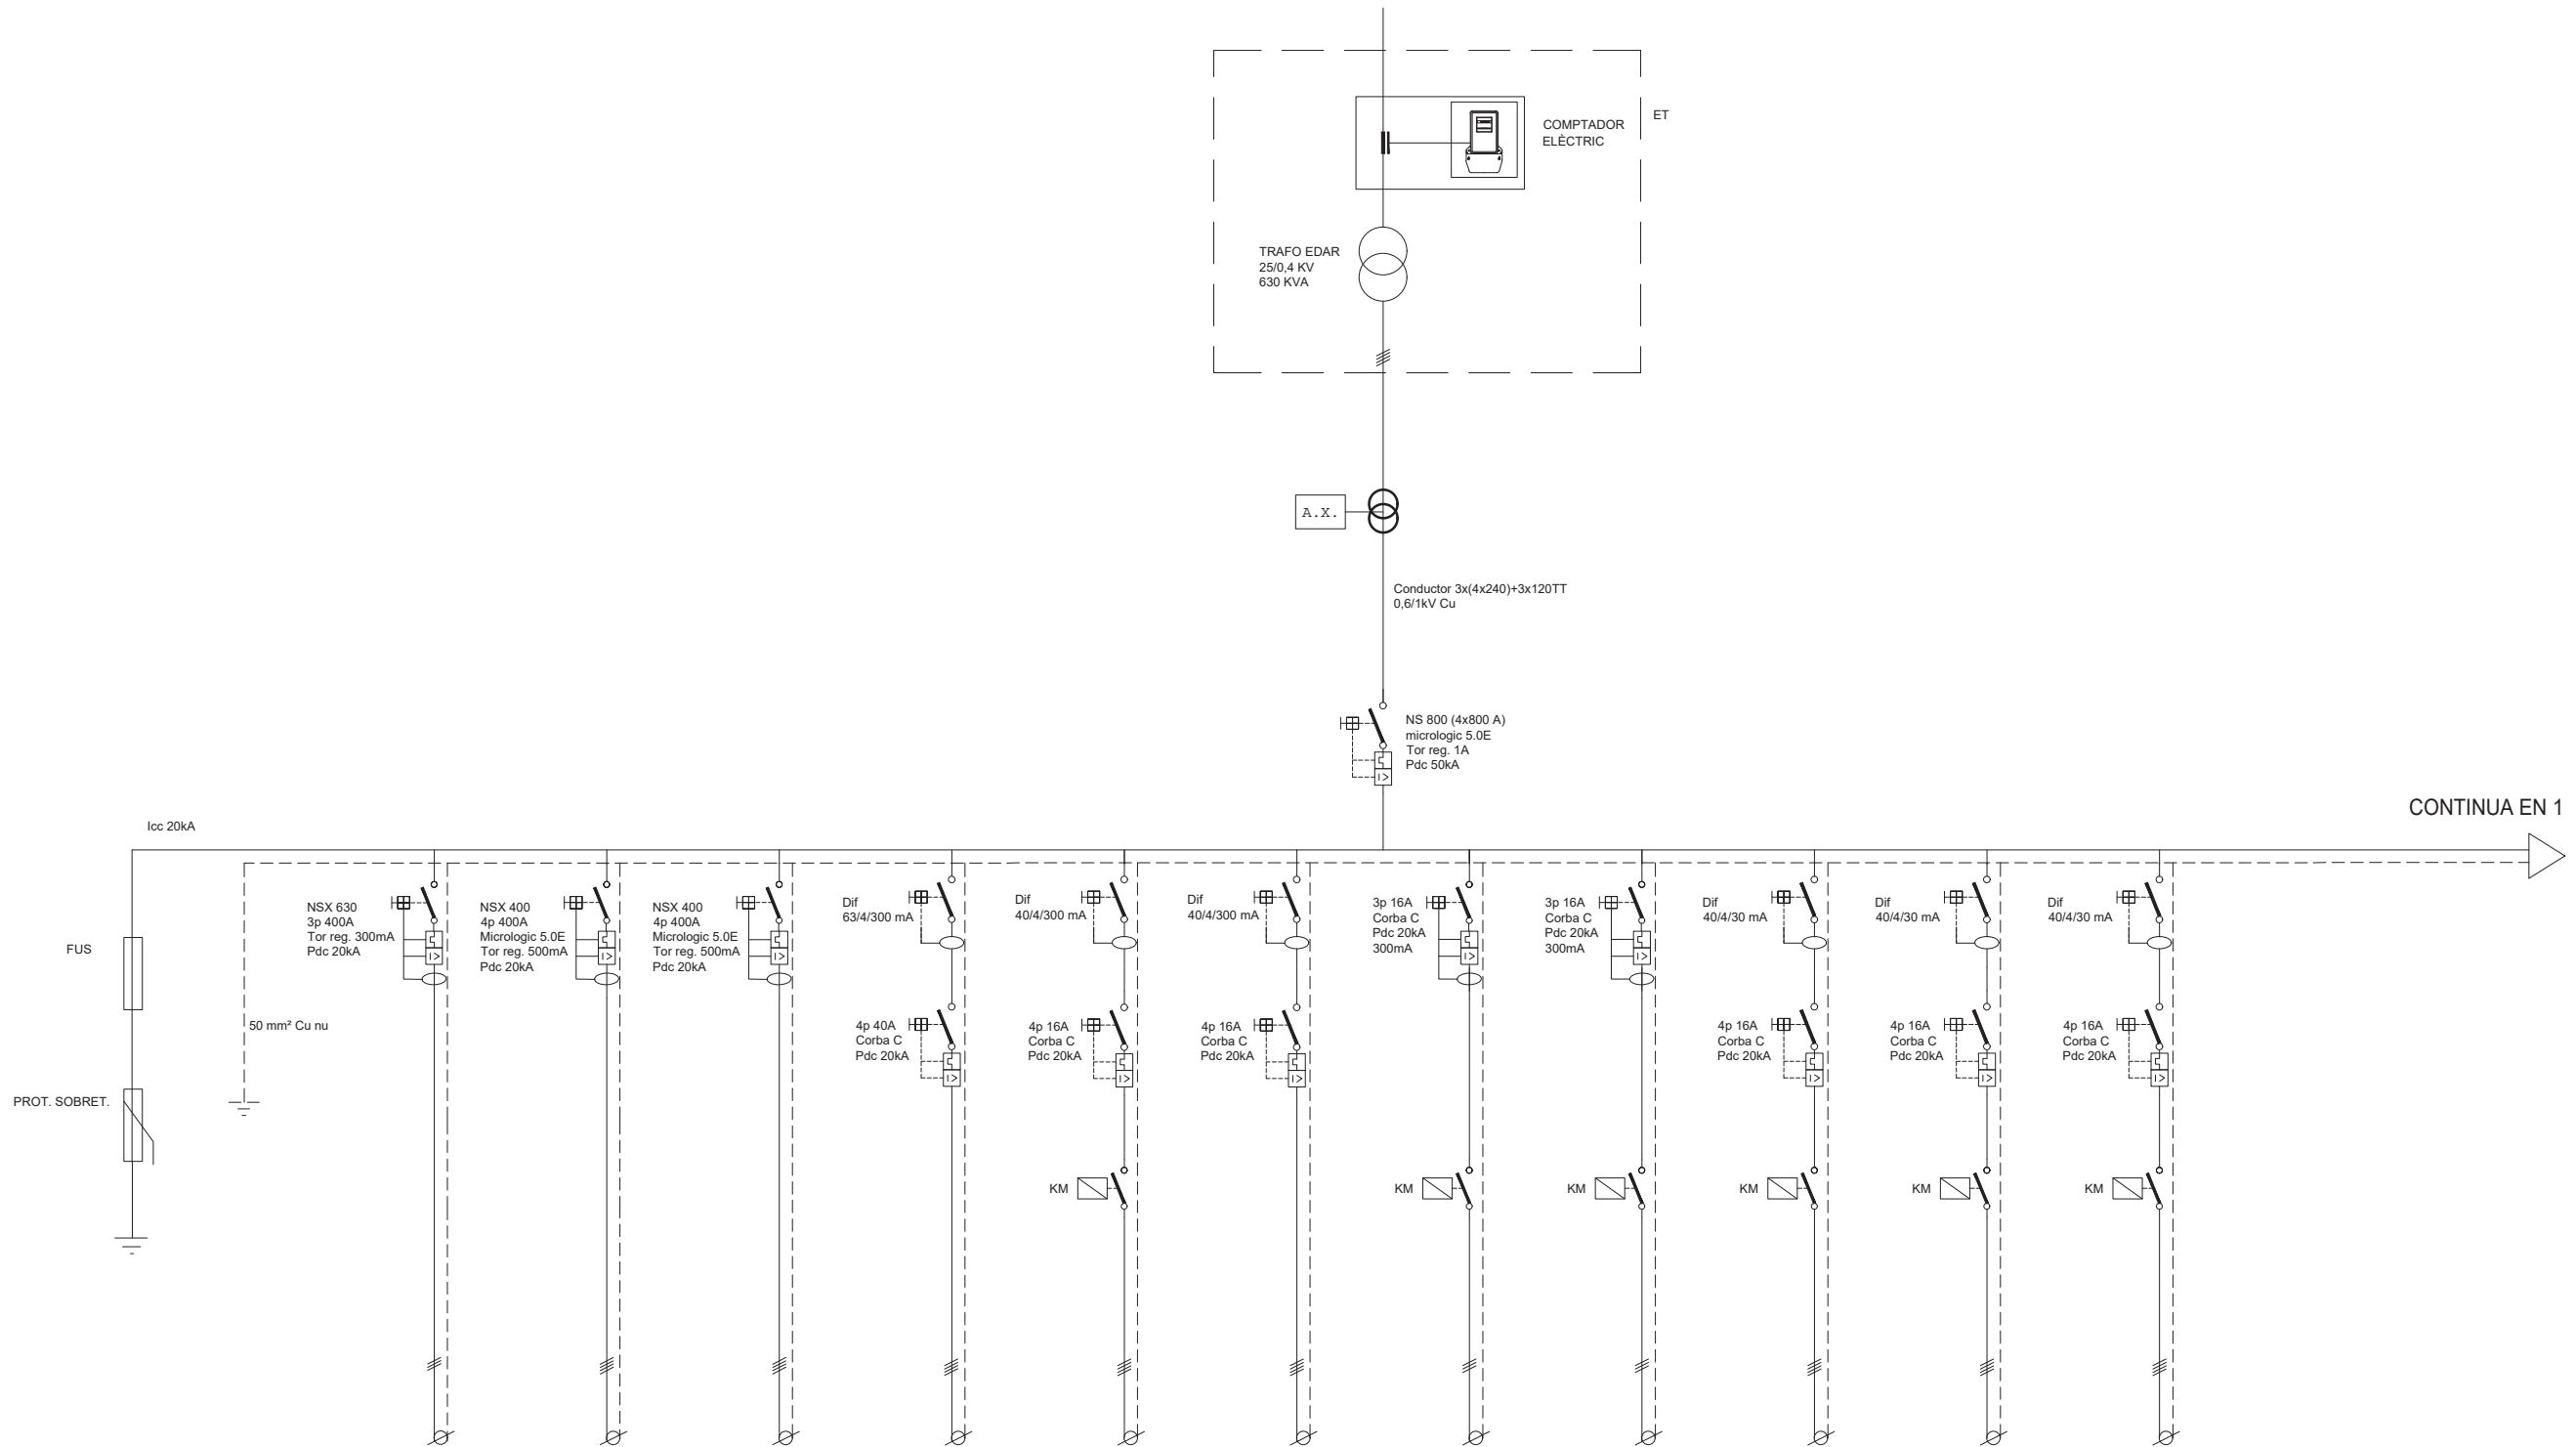 COMPTADOR
ELÈCTRIC
ET
TRAFO EDAR
25/0,4 KV
630 KVA
A.X.
Conductor 3x(4x240)+3x120TT
0,6/1kV Cu
NS 800 (4x800 A)
micrologic 5.0E
Tor reg. 1A
Pdc 50kA
CONTINUA EN 1
Icc 20kA
FUS
PROT. SOBRET.
50 mm² Cu nu
NSX 630
3p 400A
Tor reg. 300mA
Pdc 20kA
NSX 400
4p 400A
Micrologic 5.0E
Tor reg. 500mA
Pdc 20kA
NSX 400
4p 400A
Micrologic 5.0E
Tor reg. 500mA
Pdc 20kA
Dif
63/4/300 mA
4p 40A
Corba C
Pdc 20kA
Dif
40/4/300 mA
4p 16A
Corba C
Pdc 20kA
KM
Dif
40/4/300 mA
4p 16A
Corba C
Pdc 20kA
3p 16A
Corba C
Pdc 20kA
300mA
KM
3p 16A
Corba C
Pdc 20kA
300mA
KM
Dif
40/4/30 mA
4p 16A
Corba C
Pdc 20kA
KM
Dif
40/4/30 mA
4p 16A
Corba C
Pdc 20kA
KM
Dif
40/4/30 mA
4p 16A
Corba C
Pdc 20kA
KM